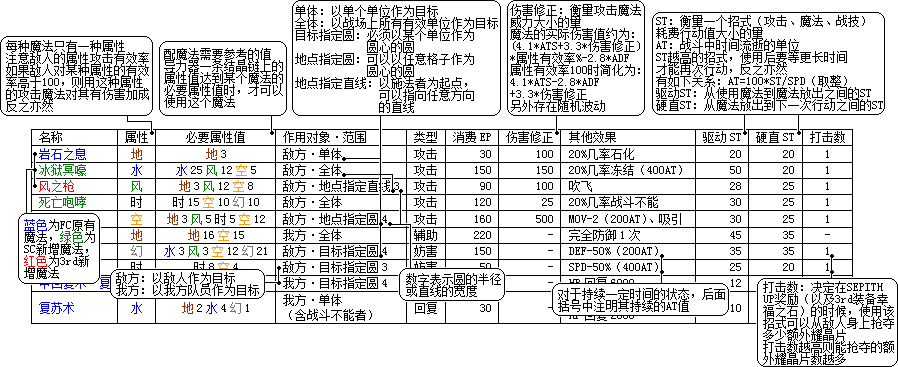 每种魔法只有一种属性
注意属性攻击有效率
如果敌人对某种属性的有效
率高于100，则用这种属性
的攻击魔法对其有伤害加成
反之亦然
配魔法需要参考的值
导力器一条结晶链上的
属性值达到某个魔法的
必要属性值时，才可以
使用这个魔法
单体：以单个单位作为目标
全体：以战场上所有有效单位作为目标
目标指定圆：必须以某个单位作为
圆心的圆
地点指定圆：可以以任意格子作为
圆心的圆
地点指定直线：以施法者为起点，
可以指向任意方向
的直线
伤害修正：衡量攻击魔法
威力大小的量
魔法的实际伤害值约为：
(4.1*ATS+3.3*伤害修正)
*属性有效率%-2.8*ADF
属性有效率100时简化为：
4.1*ATS-2.8*ADF
+3.3*伤害修正
另外存在随机波动
ST：衡量一个招式（攻击、魔法、战技）
耗费行动值大小的量
AT：战斗中时间流逝的单位
ST越高的招式，使用后要等更长时间
才能再次行动，反之亦然
有如下关系：AT=100*ST/SPD（取整）
驱动ST：从使用魔法到魔法放出之间的ST
硬直ST：从魔法放出到下一次行动之间的ST
名称 属性 必要属性值 作用对象·范围 类型 消费 EP 伤害修正 其他效果 驱动 ST 硬直 ST 打击数
岩石之息 地 地 3 敌方·单体 攻击 30 100 20%几率石化 20 20 1
冰狱冥嚎 水 水 25 风 12 空 5 敌方·全体 攻击 150 150 20%几率冻结 (400AT) 50 20 1
风之枪 风 地 3 风 12 空 8 敌方·地点指定直线 3 攻击 90 100 吹飞 28 25 1
死亡咆哮 时 时 15 空 10 幻 10 敌方·全体 攻击 120 25 20%几率战斗不能 30 25 1
空 地 3 风 5 时 5 空 12 敌方·地点指定圆 4 攻击 160 500 MOV-2 (200AT)、吸引 30 25 1
地 地 16 空 15 我方·全体 辅助 220 - 完全防御 1 次 45 30 -
幻 水 3 风 3 空 12 幻 21 敌方·目标指定圆 4 妨害 150 - DEF-50% (200AT) 35 35 -
时 时 8 空 4 敌方·目标指定圆 3 妨害 50 - SPD-50% (400AT) 25 20 1
我方·目标指定圆 12
复苏术 水 地 2 水 4 幻 1 我方·单体
(含战斗不能者) 回复 30 10
蓝色为FC原有
魔法，绿色为
SC新增魔法，
红色为3rd新
增魔法
敌方：以敌人作为目标
我方：以我方队员作为目标
数字表示圆的半径
或直线的宽度
对于持续一定时间的状态，后面
括号中注明其持续的AT值
打击数：决定在SEPITH
UP奖励（以及3rd装备幸
福之石）的时候，使用该
招式可以从敌人身上抢夺
多少额外耀晶片
打击数越高则能抢夺的额
外耀晶片数越多